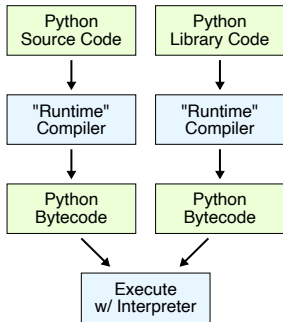 Python
Source Code
Python
Library Code
"Runtime"
Compiler
"Runtime"
Compiler
Python
Bytecode
Python
Bytecode
Execute
w/ Interpreter